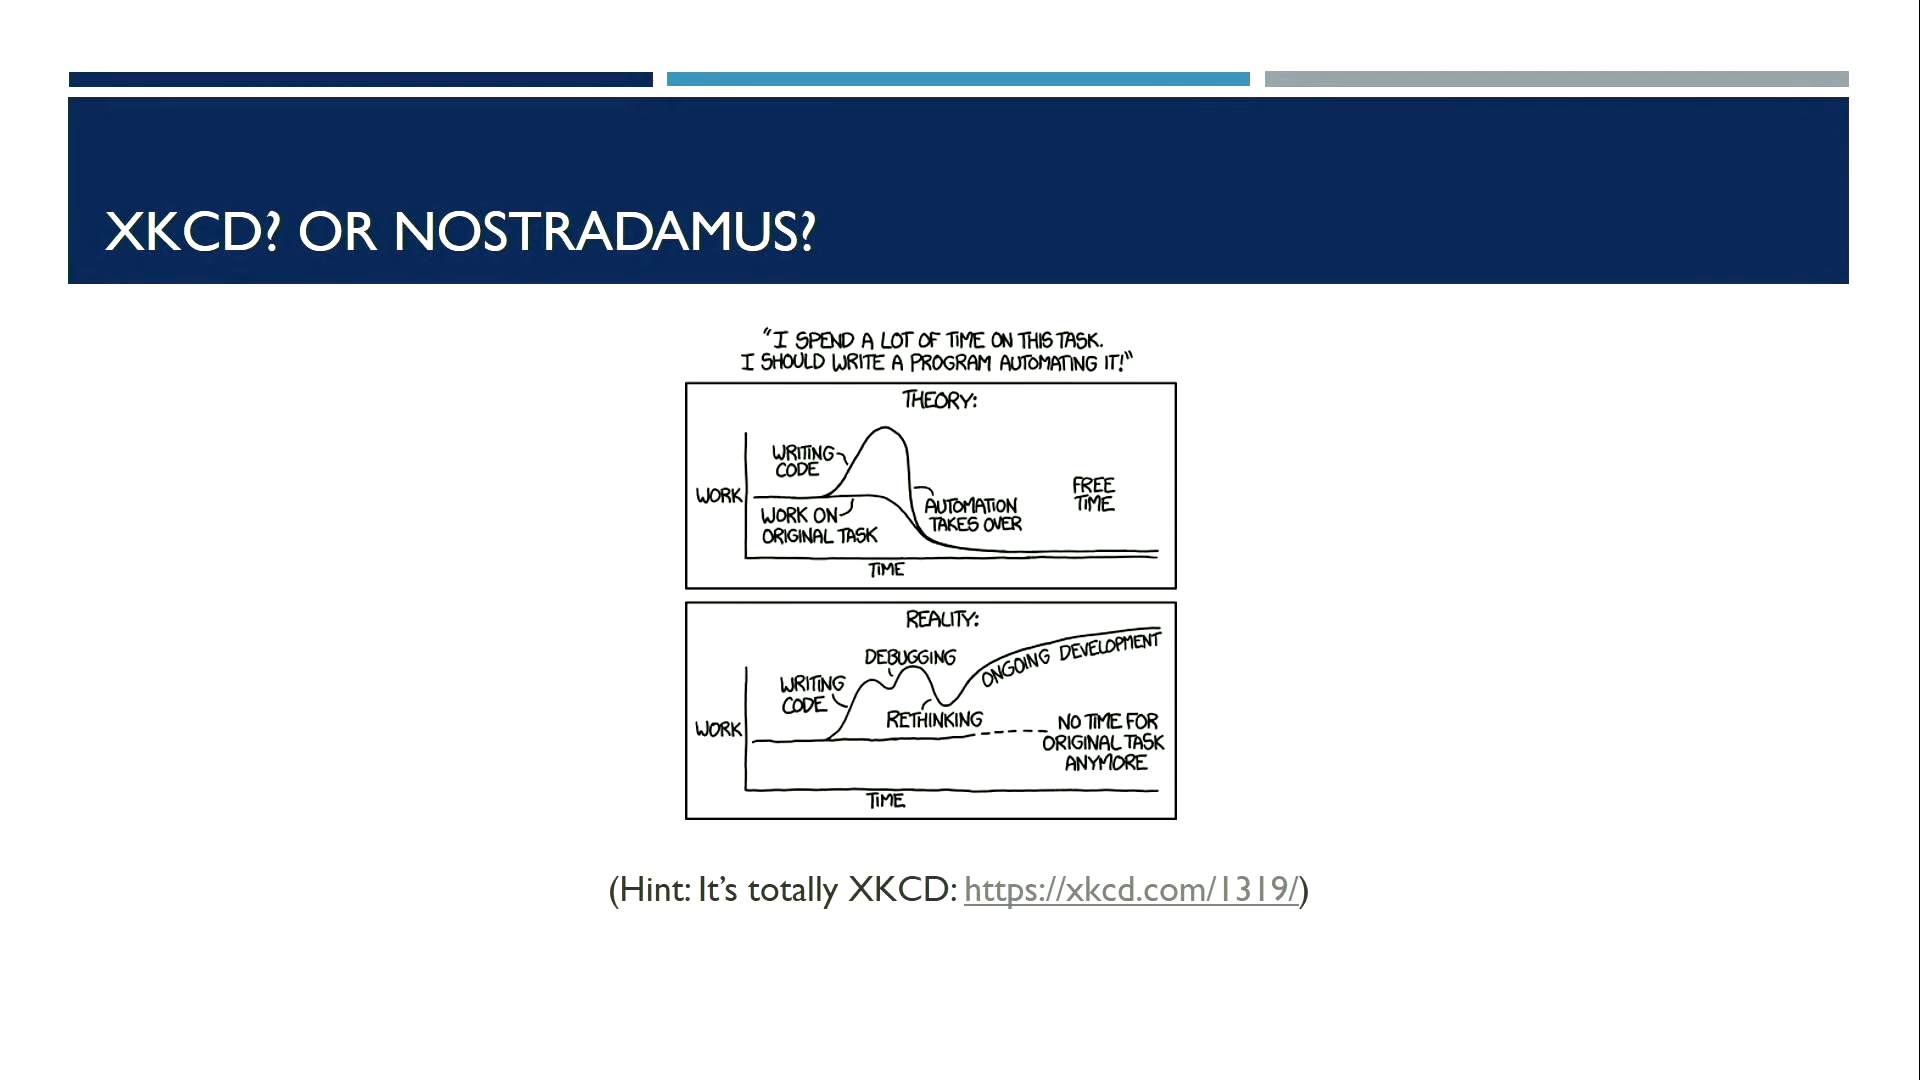 XKCD? OR NOSTRADAMUS?
"I SPEND A LOT OF TIME ON THIS TASK.
I SHOULD WRITE A PROGRAM AUTOMATING IT!"
THEORY:
WRITING
CODE
WORK
WORK ON
ORIGINAL TASK
AUTOMATION
TAKES OVER
FREE
TIME
TIME
REALITY:
DEBUGGING
WRITING
CODE
RETHINKING
ONGOING DEVELOPMENT
WORK
NO TIME FOR
ORIGINAL TASK
ANYMORE
TIME
(Hint: It’s totally XKCD: https://xkcd.com/1319/)